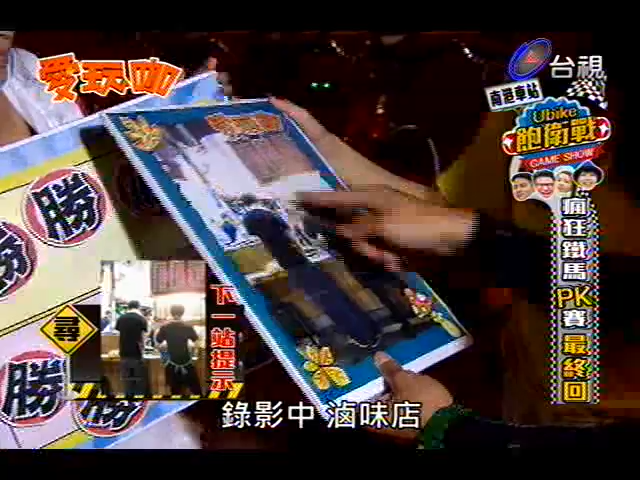 愛玩咖
台視
南港車站
Ubike
飽衛戰
GAME SHOW
瘋狂鐵馬PK賽 最終回
勝
勝
勝
勝
尋
下一站提示
錄影中 滷味店